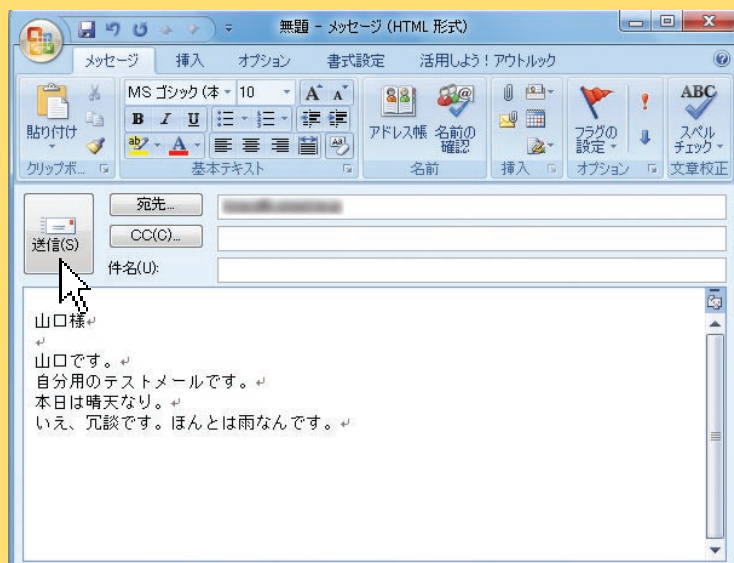 無題 - メッセージ (HTML 形式)
メッセージ 挿入 オプション 書式設定 活用しよう！アウトルック
貼り付け
クリップボ...
MS ゴシック (本 10 A A
B I U
ab A Aあ
基本テキスト
アドレス帳 名前の確認
名前
挿入
フラグの設定
オプション
ABC
スペルチェック
文章校正
送信(S)
宛先...
CC(C)...
件名(U):
山口様↵
↵
山口です。↵
自分用のテストメールです。↵
本日は晴天なり。↵
いえ、冗談です。ほんとは雨なんです。↵